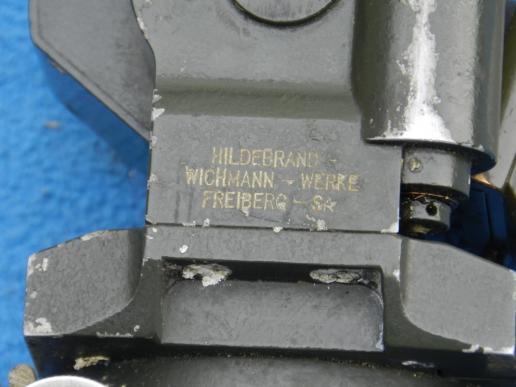 HILDEBRAND -
WICHMANN - WERKE
FREIBERG - SA